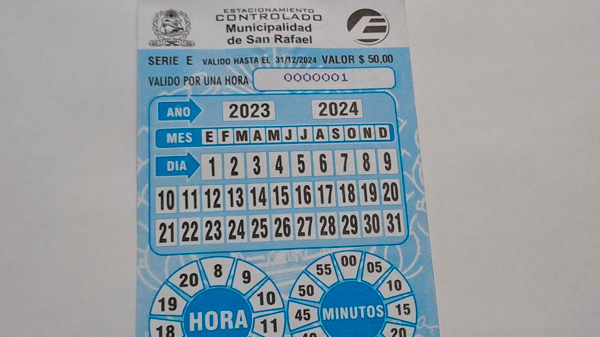 ESTACIONAMIENTO
CONTROLADO
Municipalidad
de San Rafael
SERIE E VALIDO HASTA EL 31/12/2024 VALOR $ 50,00
VALIDO POR UNA HORA 0000001
AÑO 2023 2024
MES E F M A M J J A S O N D
DIA 1 2 3 4 5 6 7 8 9
10 11 12 13 14 15 16 17 18 19 20
21 22 23 24 25 26 27 28 29 30 31
18 19 20 8 9 10 11
HORA
45 50 55 00 05 10 15 20
MINUTOS